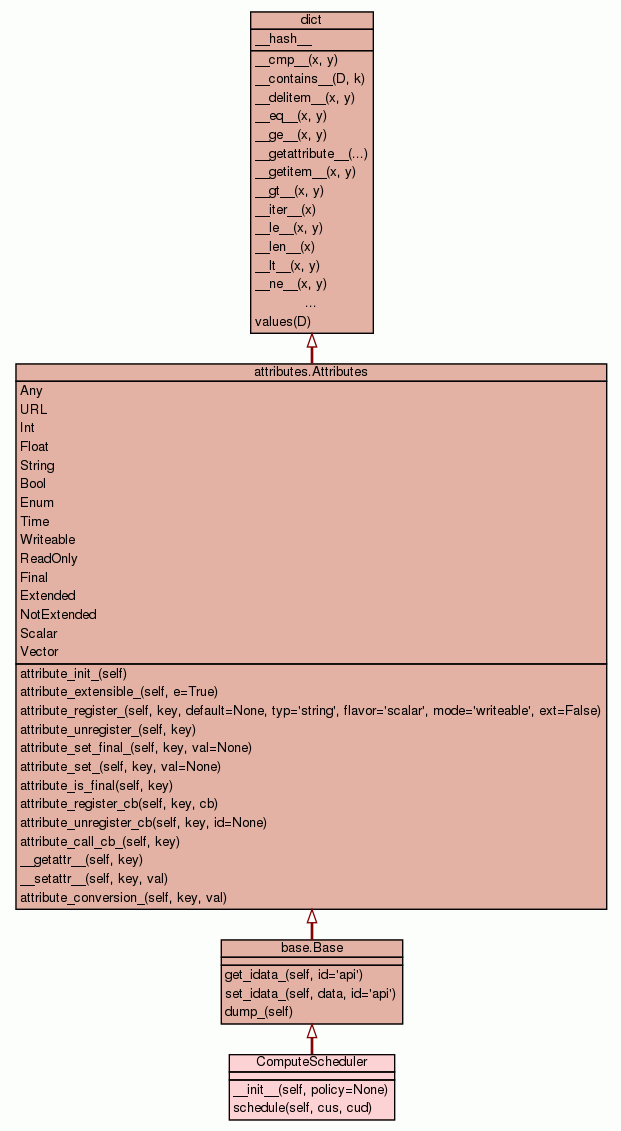 dict
__hash__
__cmp__(x, y)
__contains__(D, k)
__delitem__(x, y)
__eq__(x, y)
__ge__(x, y)
__getattribute__(...)
__getitem__(x, y)
__gt__(x, y)
__iter__(x)
__le__(x, y)
__len__(x)
__lt__(x, y)
__ne__(x, y)
...
values(D)
attributes.Attributes
Any
URL
Int
Float
String
Bool
Enum
Time
Writeable
ReadOnly
Final
Extended
NotExtended
Scalar
Vector
attribute_init_(self)
attribute_extensible_(self, e=True)
attribute_register_(self, key, default=None, typ='string', flavor='scalar', mode='writeable', ext=False)
attribute_unregister_(self, key)
attribute_set_final_(self, key, val=None)
attribute_set_(self, key, val=None)
attribute_is_final(self, key)
attribute_register_cb(self, key, cb)
attribute_unregister_cb(self, key, id=None)
attribute_call_cb_(self, key)
__getattr__(self, key)
__setattr__(self, key, val)
attribute_conversion_(self, key, val)
base.Base
get_idata_(self, id='api')
set_idata_(self, data, id='api')
dump_(self)
ComputeScheduler
__init__(self, policy=None)
schedule(self, cus, cud)